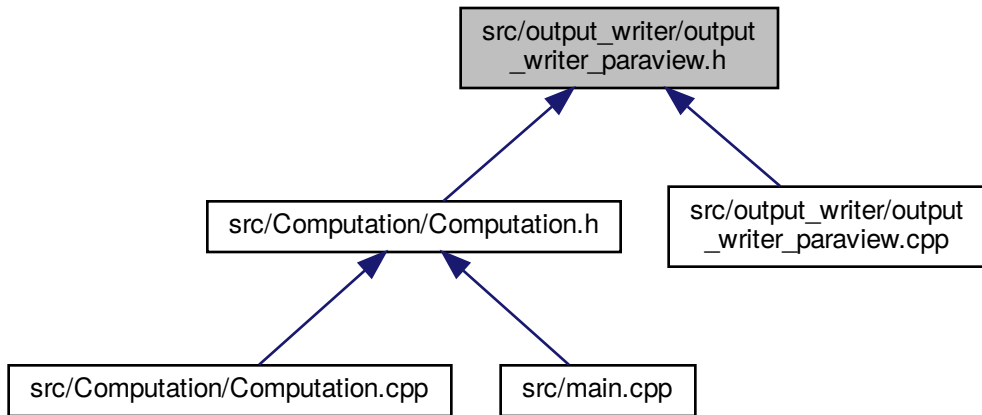 src/output_writer/output
_writer_paraview.h
src/Computation/Computation.h
src/output_writer/output
_writer_paraview.cpp
src/Computation/Computation.cpp
src/main.cpp